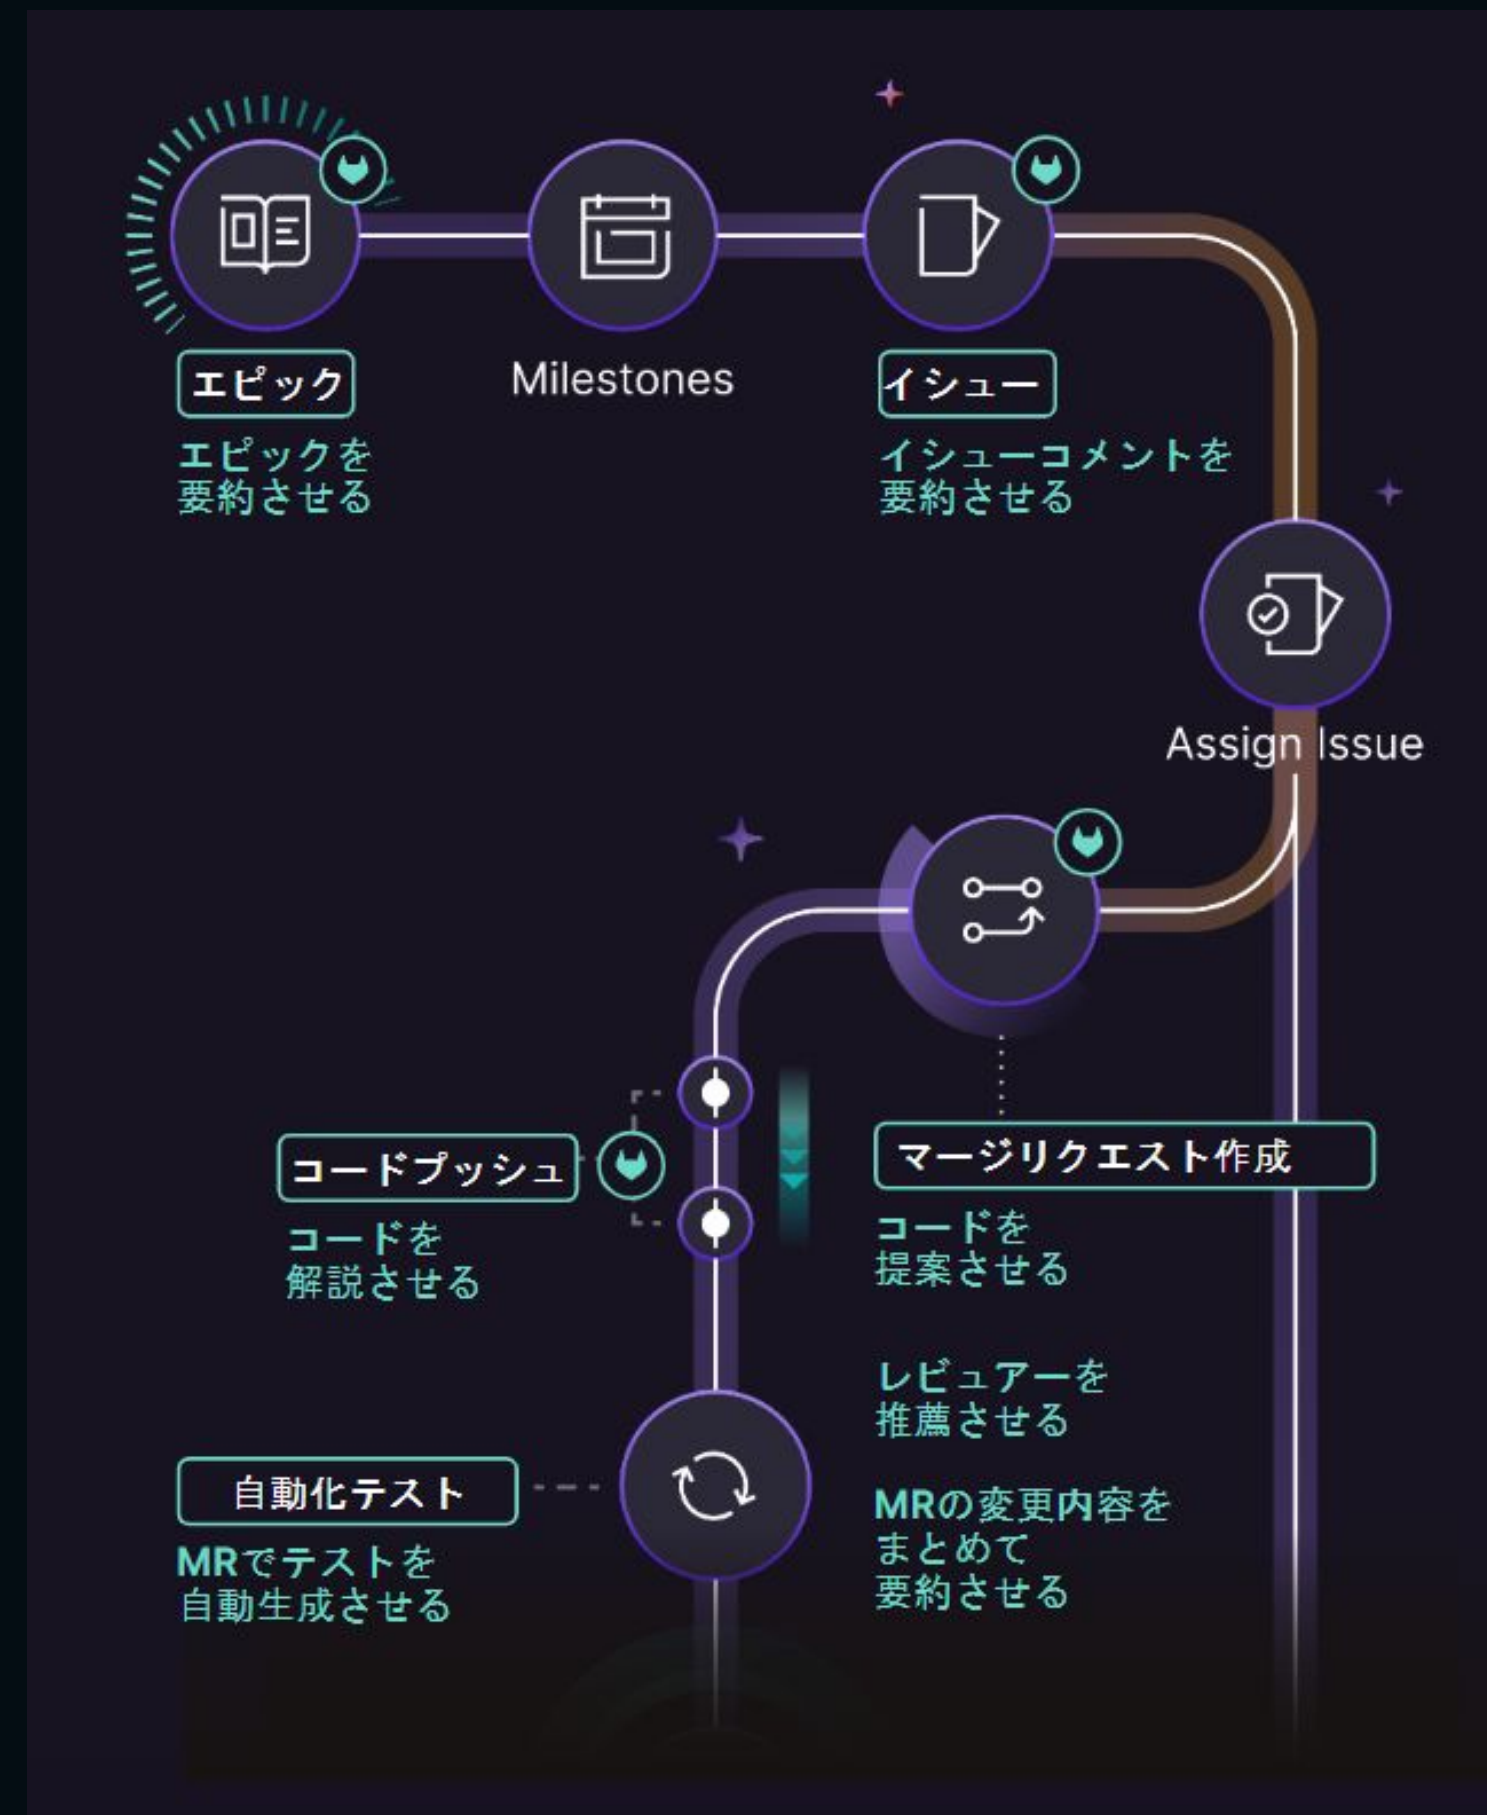 エピック
エピックを
要約させる
Milestones
イシュー
イシューコメントを
要約させる
Assign Issue
コードプッシュ
コードを
解説させる
マージリクエスト作成
コードを
提案させる
レビュアーを
推薦させる
MRの変更内容を
まとめて
要約させる
自動化テスト
MRでテストを
自動生成させる